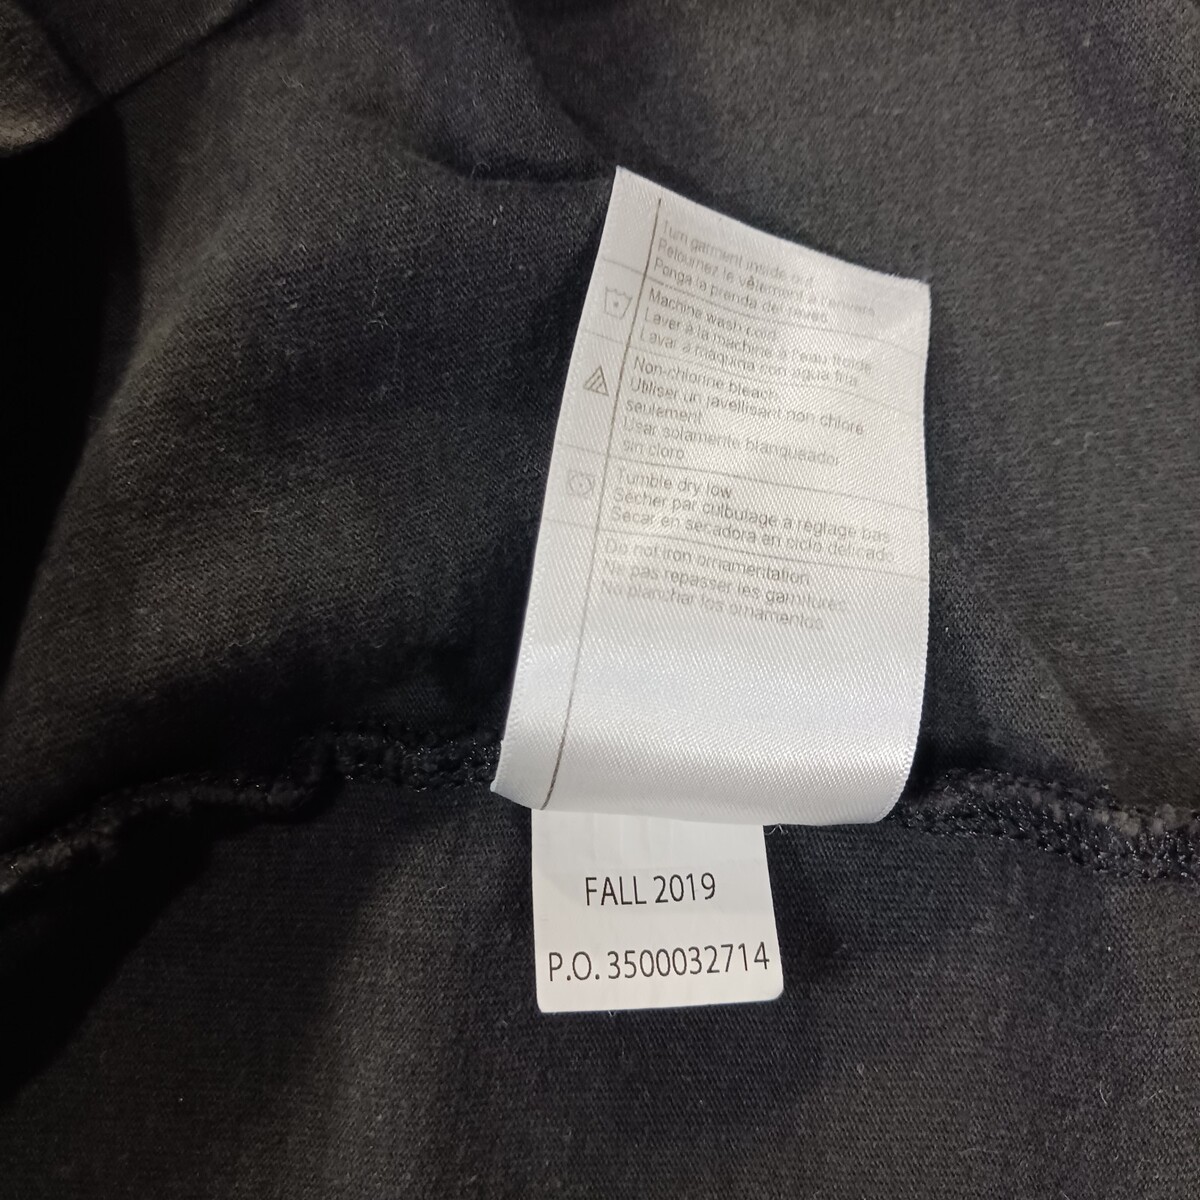 Turn garment inside out
Retournez le vêtement à l'envers
Ponga la prenda del revés
Machine wash cold
Laver à la machine à l'eau froide
Lavar a máquina con agua fría
Non-chlorine bleach
Utiliser un javellisant non chloré
seulement
Usar solamente blanqueador
sin cloro
Tumble dry low
Sécher par culbutage à réglage bas
Secar en secadora en ciclo delicado
Do not iron ornamentation
Ne pas repasser les garnitures
No planchar los ornamentos
FALL 2019
P.O. 3500032714